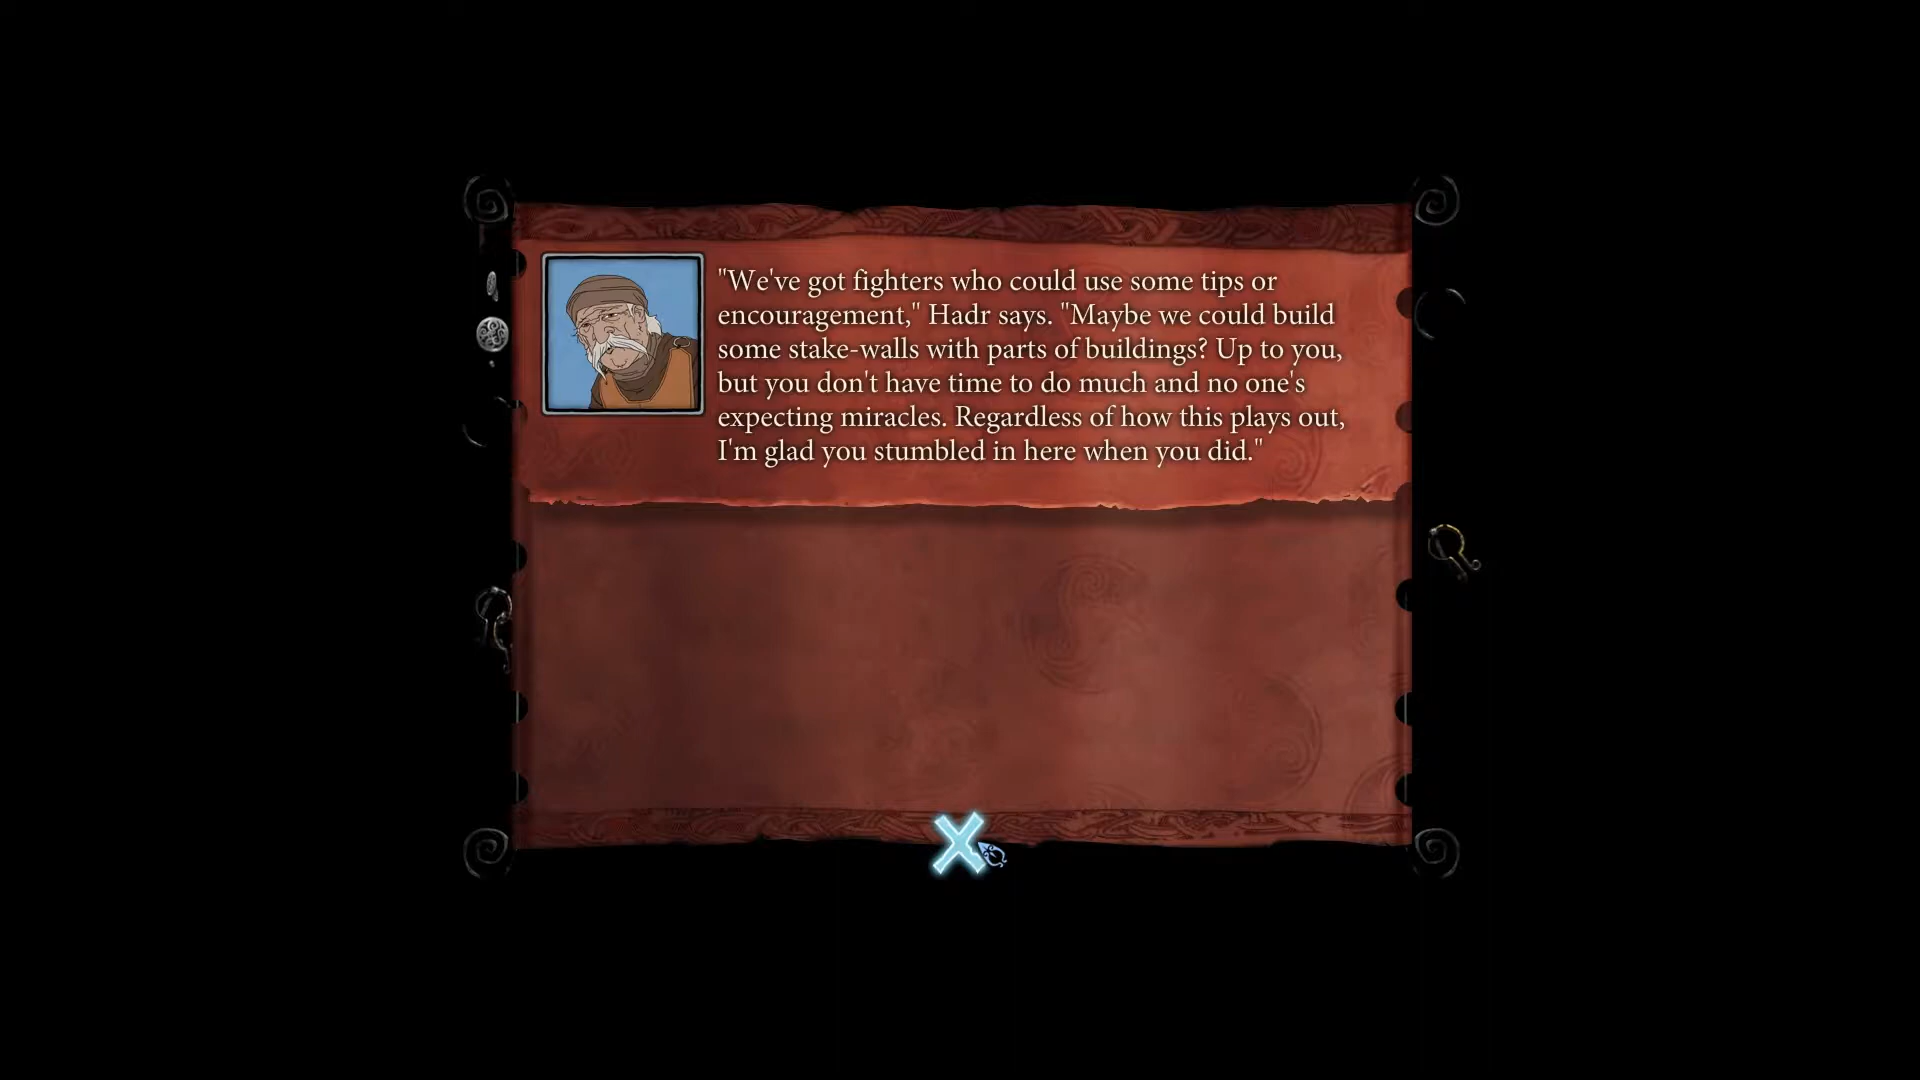 "We've got fighters who could use some tips or
encouragement," Hadr says. "Maybe we could build
some stake-walls with parts of buildings? Up to you,
but you don't have time to do much and no one's
expecting miracles. Regardless of how this plays out,
I'm glad you stumbled in here when you did."